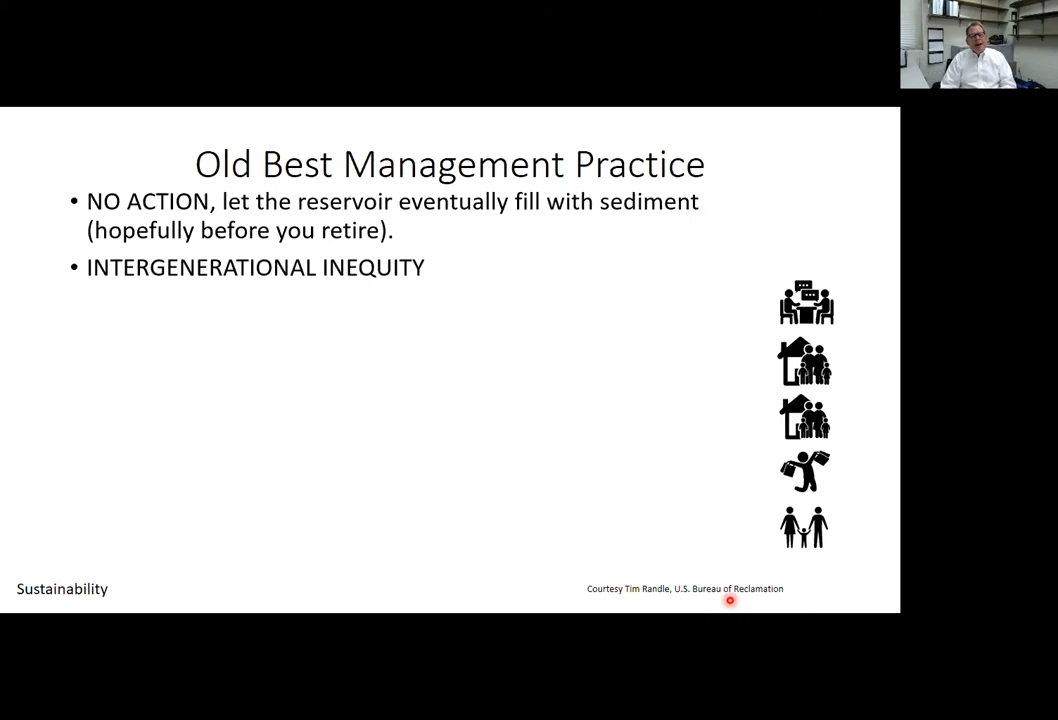 Old Best Management Practice
• NO ACTION, let the reservoir eventually fill with sediment
(hopefully before you retire).
• INTERGENERATIONAL INEQUITY
Sustainability
Courtesy Tim Randle, U.S. Bureau of Reclamation